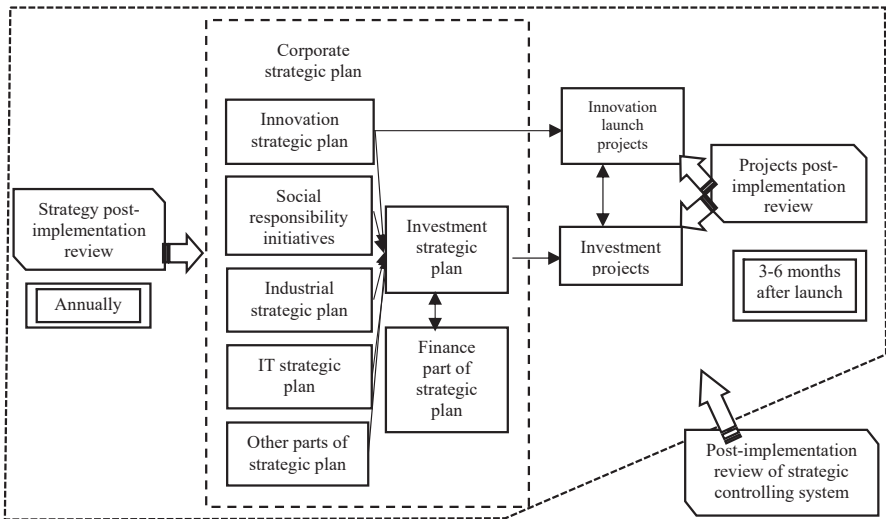 Corporate
strategic plan
Innovation
strategic plan
Social
responsibility
initiatives
Industrial
strategic plan
IT strategic
plan
Other parts of
strategic plan
Investment
strategic
plan
Finance
part of
strategic
plan
Strategy post-
implementation
review
Annually
Innovation
launch
projects
Investment
projects
Projects post-
implementation
review
3-6 months
after launch
Post-implementation
review of strategic
controlling system